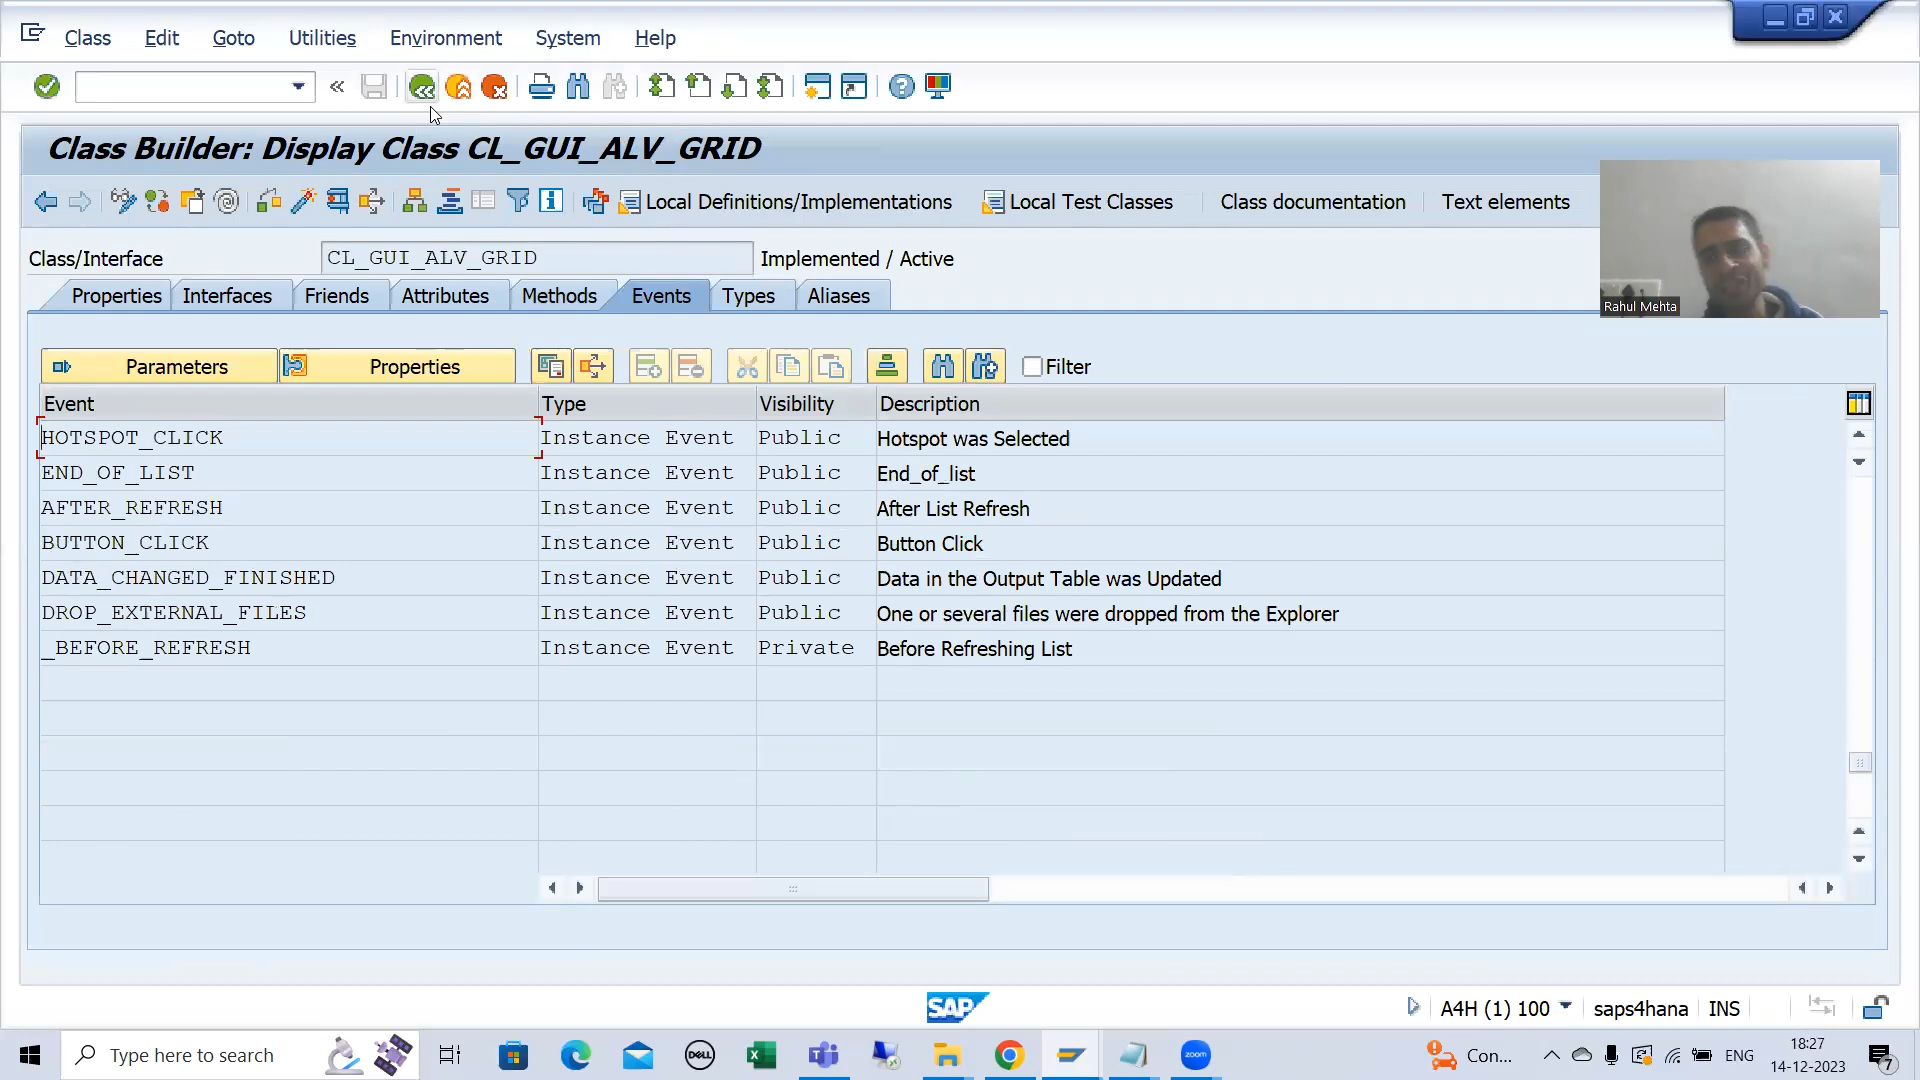 Class Edit Goto Utilities Environment System Help
Class Builder: Display Class CL_GUI_ALV_GRID
Local Definitions/Implementations Local Test Classes Class documentation Text elements
Class/Interface CL_GUI_ALV_GRID Implemented / Active
Rahul Mehta
Properties Interfaces Friends Attributes Methods Events Types Aliases
Parameters Properties Filter
Event Type Visibility Description
HOTSPOT_CLICK Instance Event Public Hotspot was Selected
END_OF_LIST Instance Event Public End_of_list
AFTER_REFRESH Instance Event Public After List Refresh
BUTTON_CLICK Instance Event Public Button Click
DATA_CHANGED_FINISHED Instance Event Public Data in the Output Table was Updated
DROP_EXTERNAL_FILES Instance Event Public One or several files were dropped from the Explorer
_BEFORE_REFRESH Instance Event Private Before Refreshing List
SAP A4H (1) 100 saps4hana INS
Type here to search DELL zoom Con... ENG 18:27
14-12-2023 7